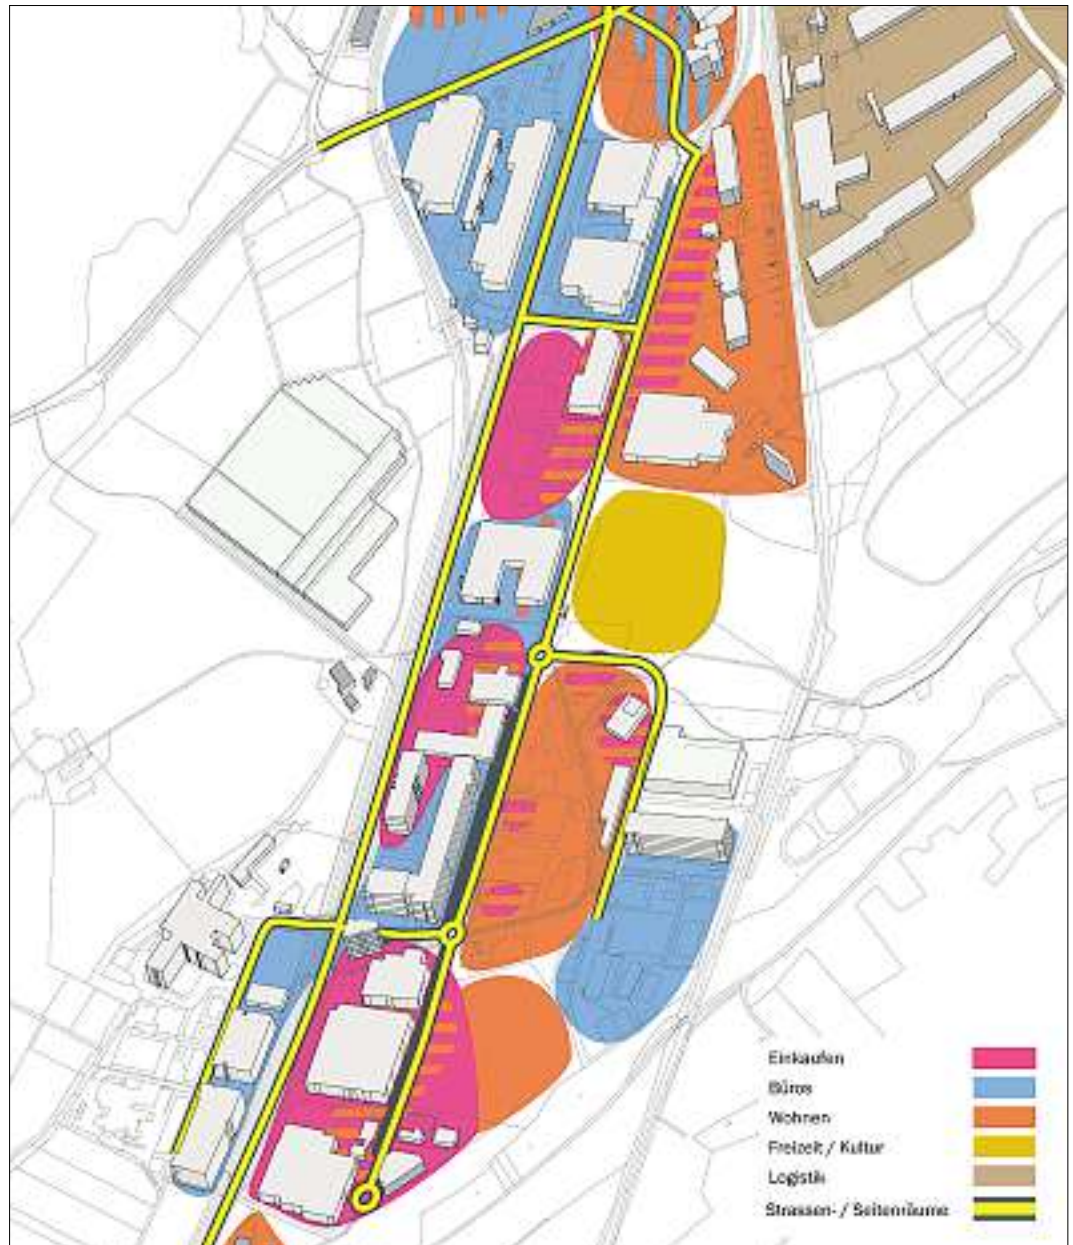 Einkaufen
Büros
Wohnen
Freizeit / Kultur
Logistik
Strassen- / Seitenräume